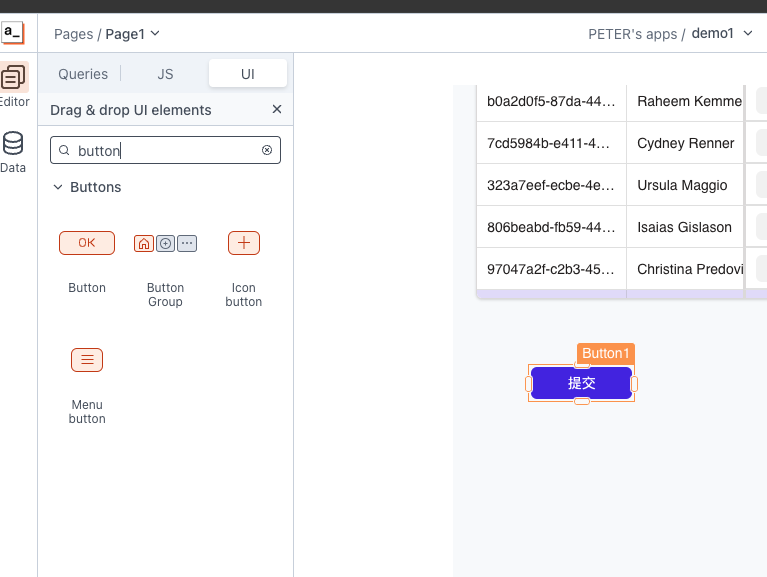 a_
Pages / Page1
PETER's apps / demo1
Queries
JS
UI
Editor
Drag & drop UI elements
button
Data
Buttons
OK
Button
Button Group
Icon button
Menu button
b0a2d0f5-87da-44... Raheem Kemme
7cd5984b-e411-4... Cydney Renner
323a7eef-ecbe-4e... Ursula Maggio
806beabd-fb59-44... Isaias Gislason
97047a2f-c2b3-45... Christina Predovi
Button1
提交